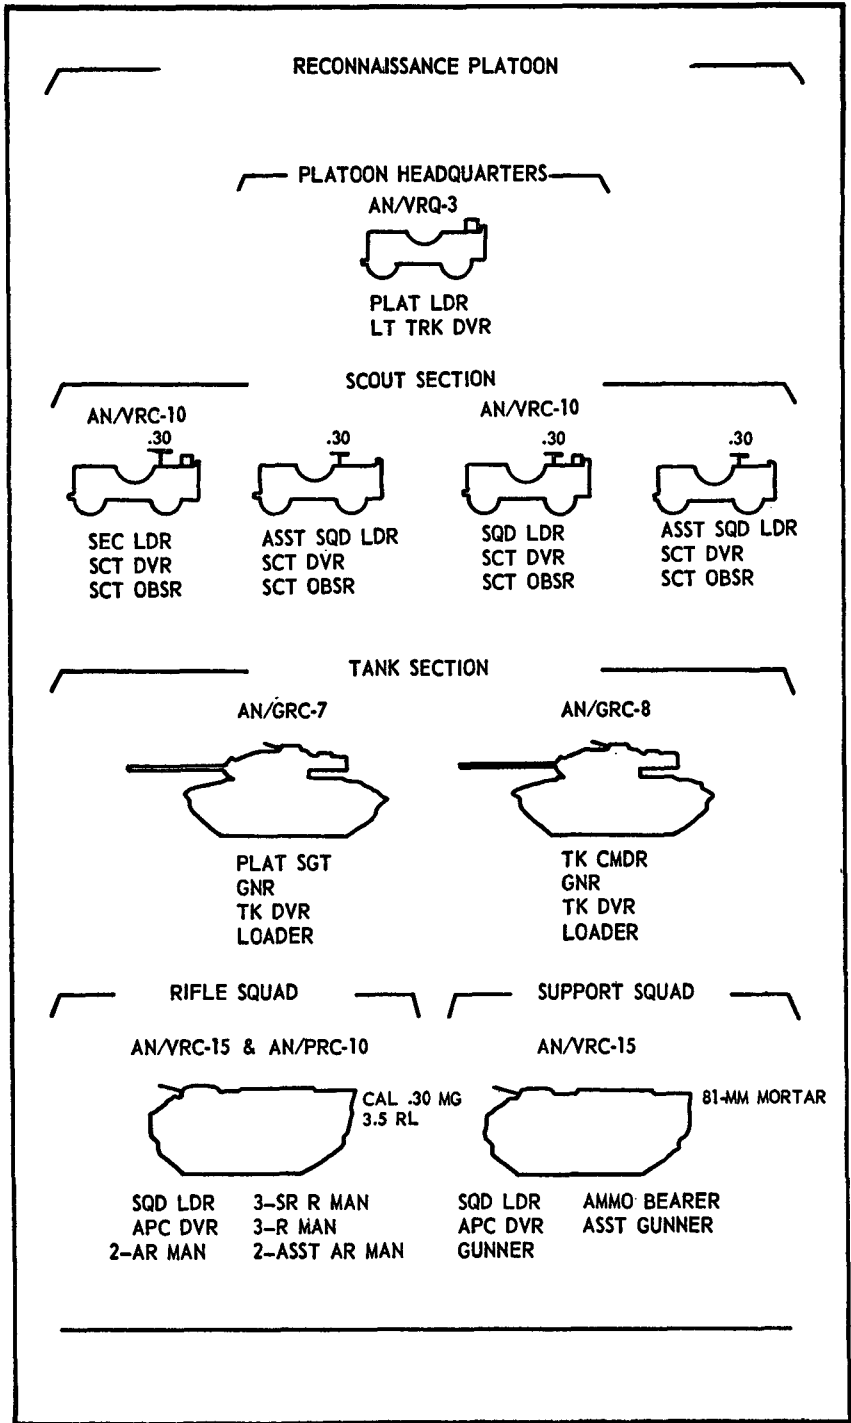 RECONNAISSANCE PLATOON
PLATOON HEADQUARTERS
AN/VRQ-3
PLAT LDR
LT TRK DVR
SCOUT SECTION
AN/VRC-10
.30
SEC LDR
SCT DVR
SCT OBSR
.30
ASST SQD LDR
SCT DVR
SCT OBSR
AN/VRC-10
.30
SQD LDR
SCT DVR
SCT OBSR
.30
ASST SQD LDR
SCT DVR
SCT OBSR
TANK SECTION
AN/GRC-7
PLAT SGT
GNR
TK DVR
LOADER
AN/GRC-8
TK CMDR
GNR
TK DVR
LOADER
RIFLE SQUAD
AN/VRC-15 & AN/PRC-10
CAL .30 MG
3.5 RL
SQD LDR
APC DVR
2-AR MAN
3-SR R MAN
3-R MAN
2-ASST AR MAN
SUPPORT SQUAD
AN/VRC-15
81-MM MORTAR
SQD LDR
APC DVR
GUNNER
AMMO BEARER
ASST GUNNER